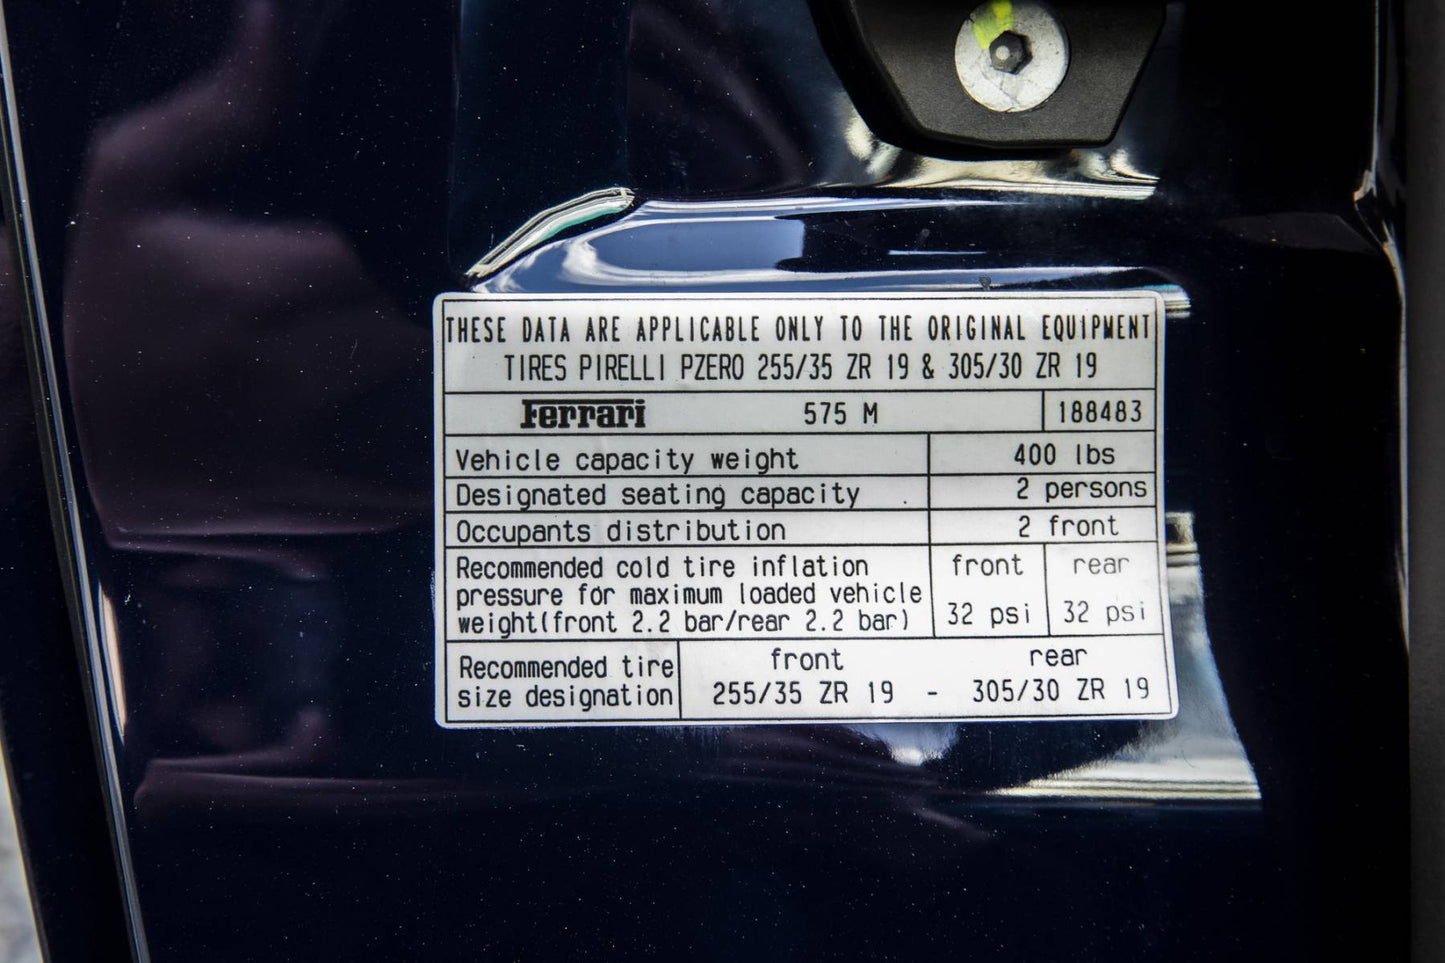 THESE DATA ARE APPLICABLE ONLY TO THE ORIGINAL EQUIPMENT
TIRES PIRELLI PZERO 255/35 ZR 19 & 305/30 ZR 19
Ferrari 575 M 188483
Vehicle capacity weight 400 lbs
Designated seating capacity 2 persons
Occupants distribution 2 front
Recommended cold tire inflation front rear
pressure for maximum loaded vehicle
weight(front 2.2 bar/rear 2.2 bar) 32 psi 32 psi
Recommended tire front rear
size designation 255/35 ZR 19 - 305/30 ZR 19